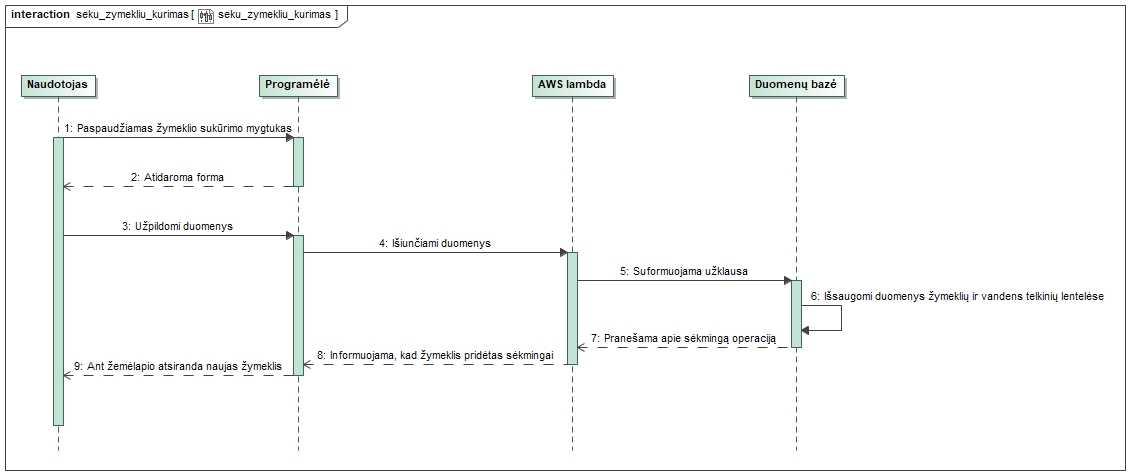 interaction seku_zymekliu_kurimas [ seku_zymekliu_kurimas ]
Naudotojas
Programėlė
AWS lambda
Duomenų bazė
1: Paspaudžiamas žymeklio sukūrimo mygtukas
2: Atidaroma forma
3: Užpildomi duomenys
4: Išiunčiami duomenys
5: Suformuojama užklausa
6: Išsaugomi duomenys žymeklių ir vandens telkinių lentelėse
7: Pranešama apie sėkmingą operaciją
8: Informuojama, kad žymeklis pridėtas sėkmingai
9: Ant žemėlapio atsiranda naujas žymeklis